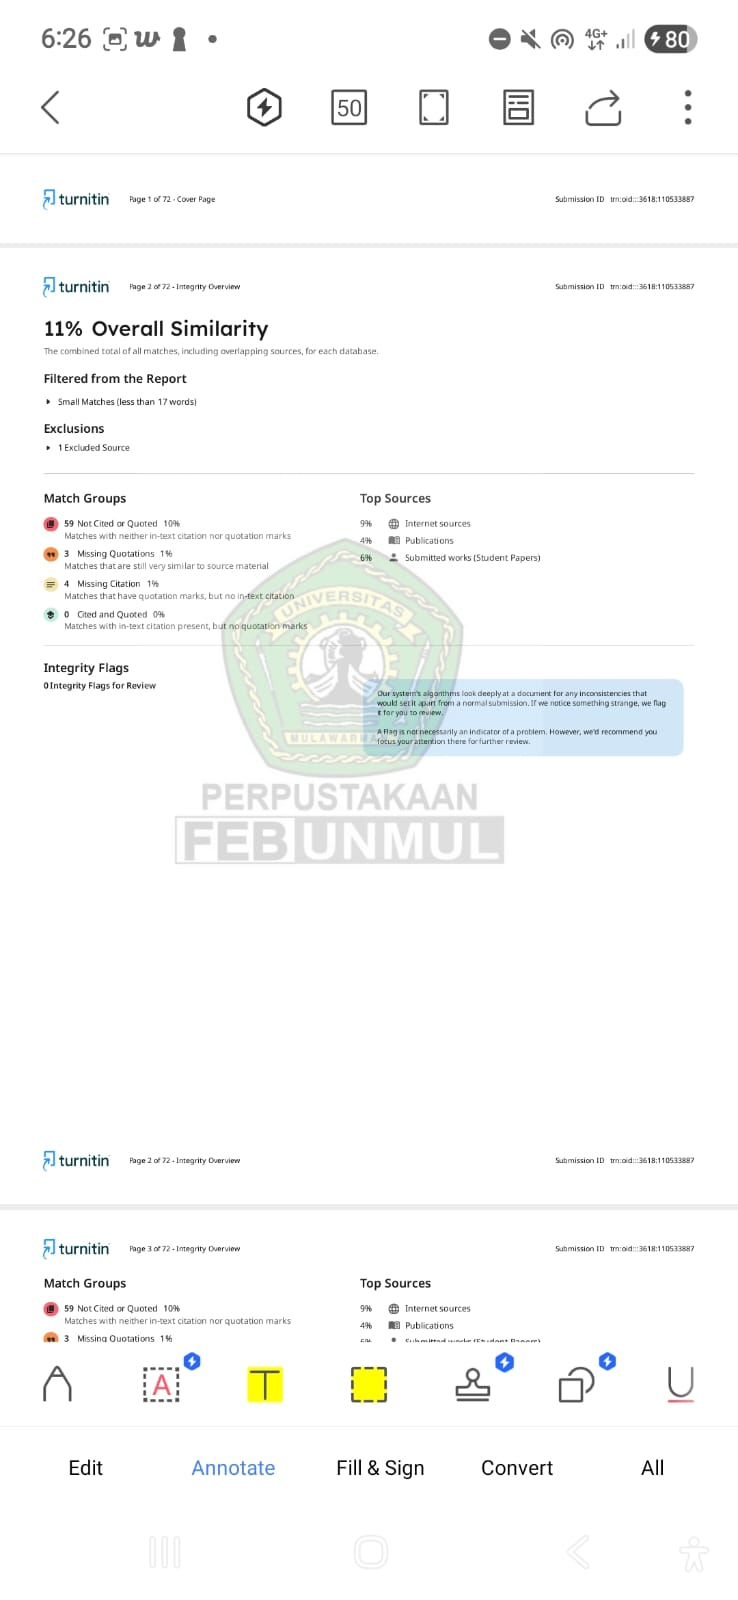 6:26
4G+
80
50
turnitin Page 1 of 72 - Cover Page Submission ID trn:oid:::3618:110533887
turnitin Page 2 of 72 - Integrity Overview Submission ID trn:oid:::3618:110533887
11% Overall Similarity
The combined total of all matches, including overlapping sources, for each database.
Filtered from the Report
Small Matches (less than 17 words)
Exclusions
1 Excluded Source
Match Groups
59 Not Cited or Quoted 10%
Matches with neither in-text citation nor quotation marks
3 Missing Quotations 1%
Matches that are still very similar to source material
4 Missing Citation 1%
Matches that have quotation marks, but no in-text citation
0 Cited and Quoted 0%
Matches with in-text citation present, but no quotation marks
Top Sources
9% Internet sources
4% Publications
6% Submitted works (Student Papers)
Integrity Flags
0 Integrity Flags for Review
Our system's algorithms look deeply at a document for any inconsistencies that
would set it apart from a normal submission. If we notice something strange, we flag
it for you to review.
A Flag is not necessarily an indicator of a problem. However, we'd recommend you
focus your attention there for further review.
UNIVERSITAS
MULAWARMAN
PERPUSTAKAAN
FEB UNMUL
turnitin Page 2 of 72 - Integrity Overview Submission ID trn:oid:::3618:110533887
turnitin Page 3 of 72 - Integrity Overview Submission ID trn:oid:::3618:110533887
Match Groups
59 Not Cited or Quoted 10%
Matches with neither in-text citation nor quotation marks
3 Missing Quotations 1%
Top Sources
9% Internet sources
4% Publications
6% Submitted works (Student Papers)
A T U
Edit Annotate Fill & Sign Convert All